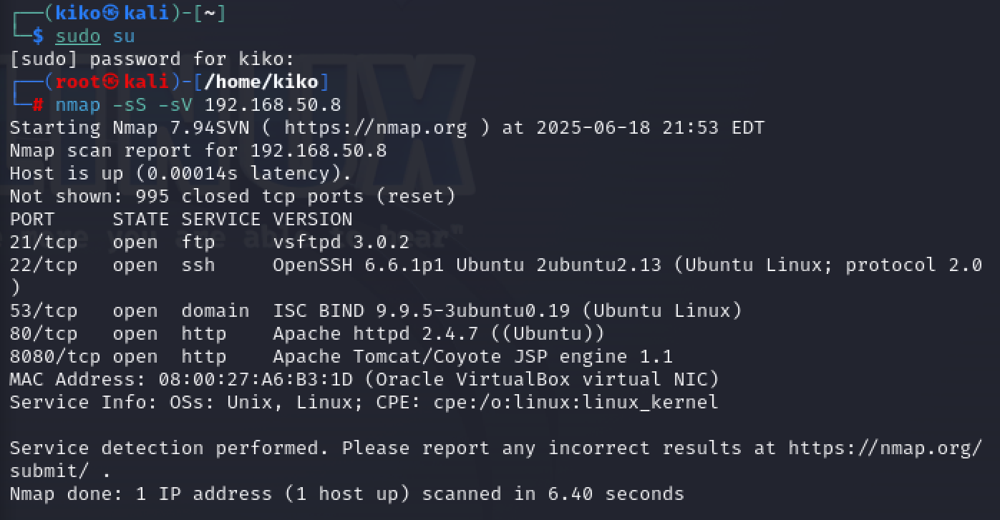 ┌──(kiko㉿kali)-[~]
└─$ sudo su
[sudo] password for kiko:
┌──(root㉿kali)-[/home/kiko]
└─# nmap -sS -sV 192.168.50.8
Starting Nmap 7.94SVN ( https://nmap.org ) at 2025-06-18 21:53 EDT
Nmap scan report for 192.168.50.8
Host is up (0.00014s latency).
Not shown: 995 closed tcp ports (reset)
PORT     STATE SERVICE VERSION
21/tcp   open  ftp     vsftpd 3.0.2
22/tcp   open  ssh     OpenSSH 6.6.1p1 Ubuntu 2ubuntu2.13 (Ubuntu Linux; protocol 2.0
)
53/tcp   open  domain  ISC BIND 9.9.5-3ubuntu0.19 (Ubuntu Linux)
80/tcp   open  http    Apache httpd 2.4.7 ((Ubuntu))
8080/tcp open  http    Apache Tomcat/Coyote JSP engine 1.1
MAC Address: 08:00:27:A6:B3:1D (Oracle VirtualBox virtual NIC)
Service Info: OSs: Unix, Linux; CPE: cpe:/o:linux:linux_kernel

Service detection performed. Please report any incorrect results at https://nmap.org/
submit/ .
Nmap done: 1 IP address (1 host up) scanned in 6.40 seconds